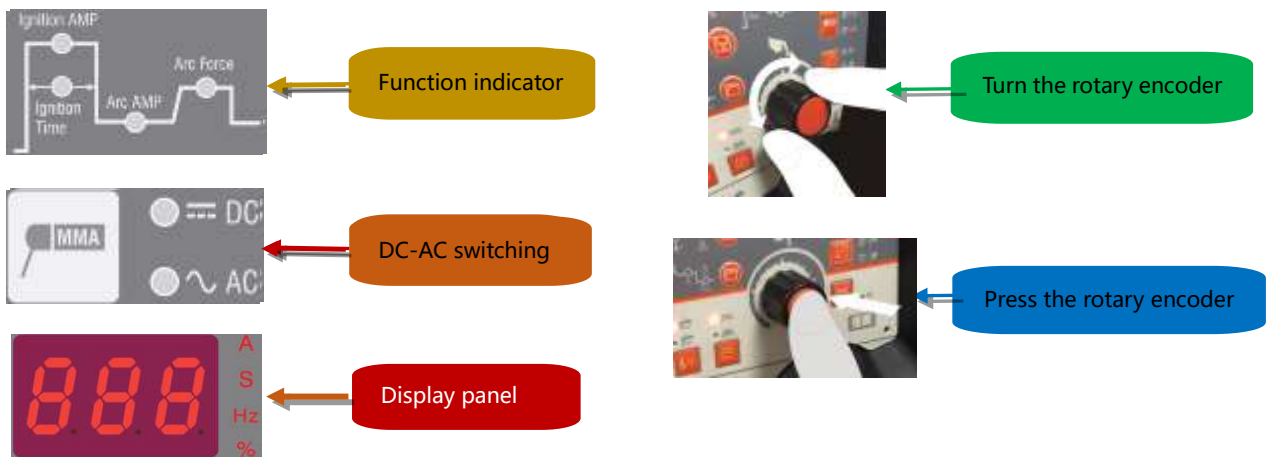 Ignition AMP
Arc Force
Ignition
Time
Arc AMP
Function indicator
MMA
DC
AC
DC-AC switching
888
A
S
Hz
%
Display panel
Turn the rotary encoder
Press the rotary encoder